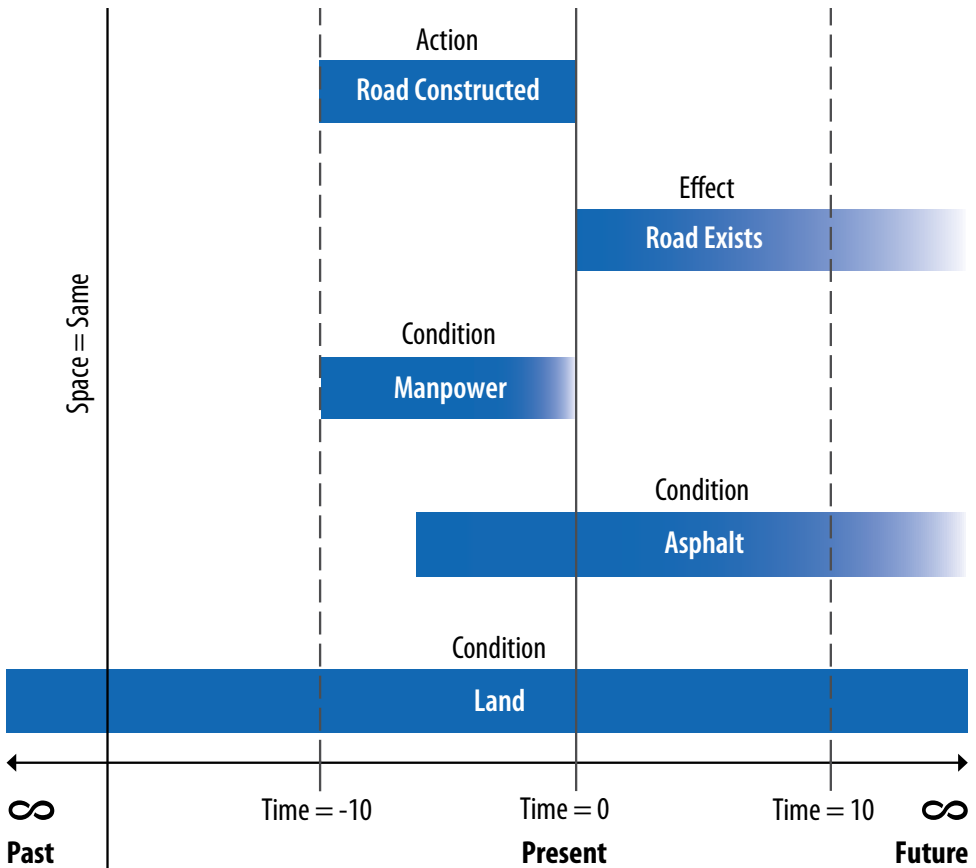 Action
Road Constructed
Effect
Road Exists
Space = Same
Condition
Manpower
Condition
Asphalt
Condition
Land
∞ Time = -10 Time = 0 Time = 10 ∞
Past Present Future